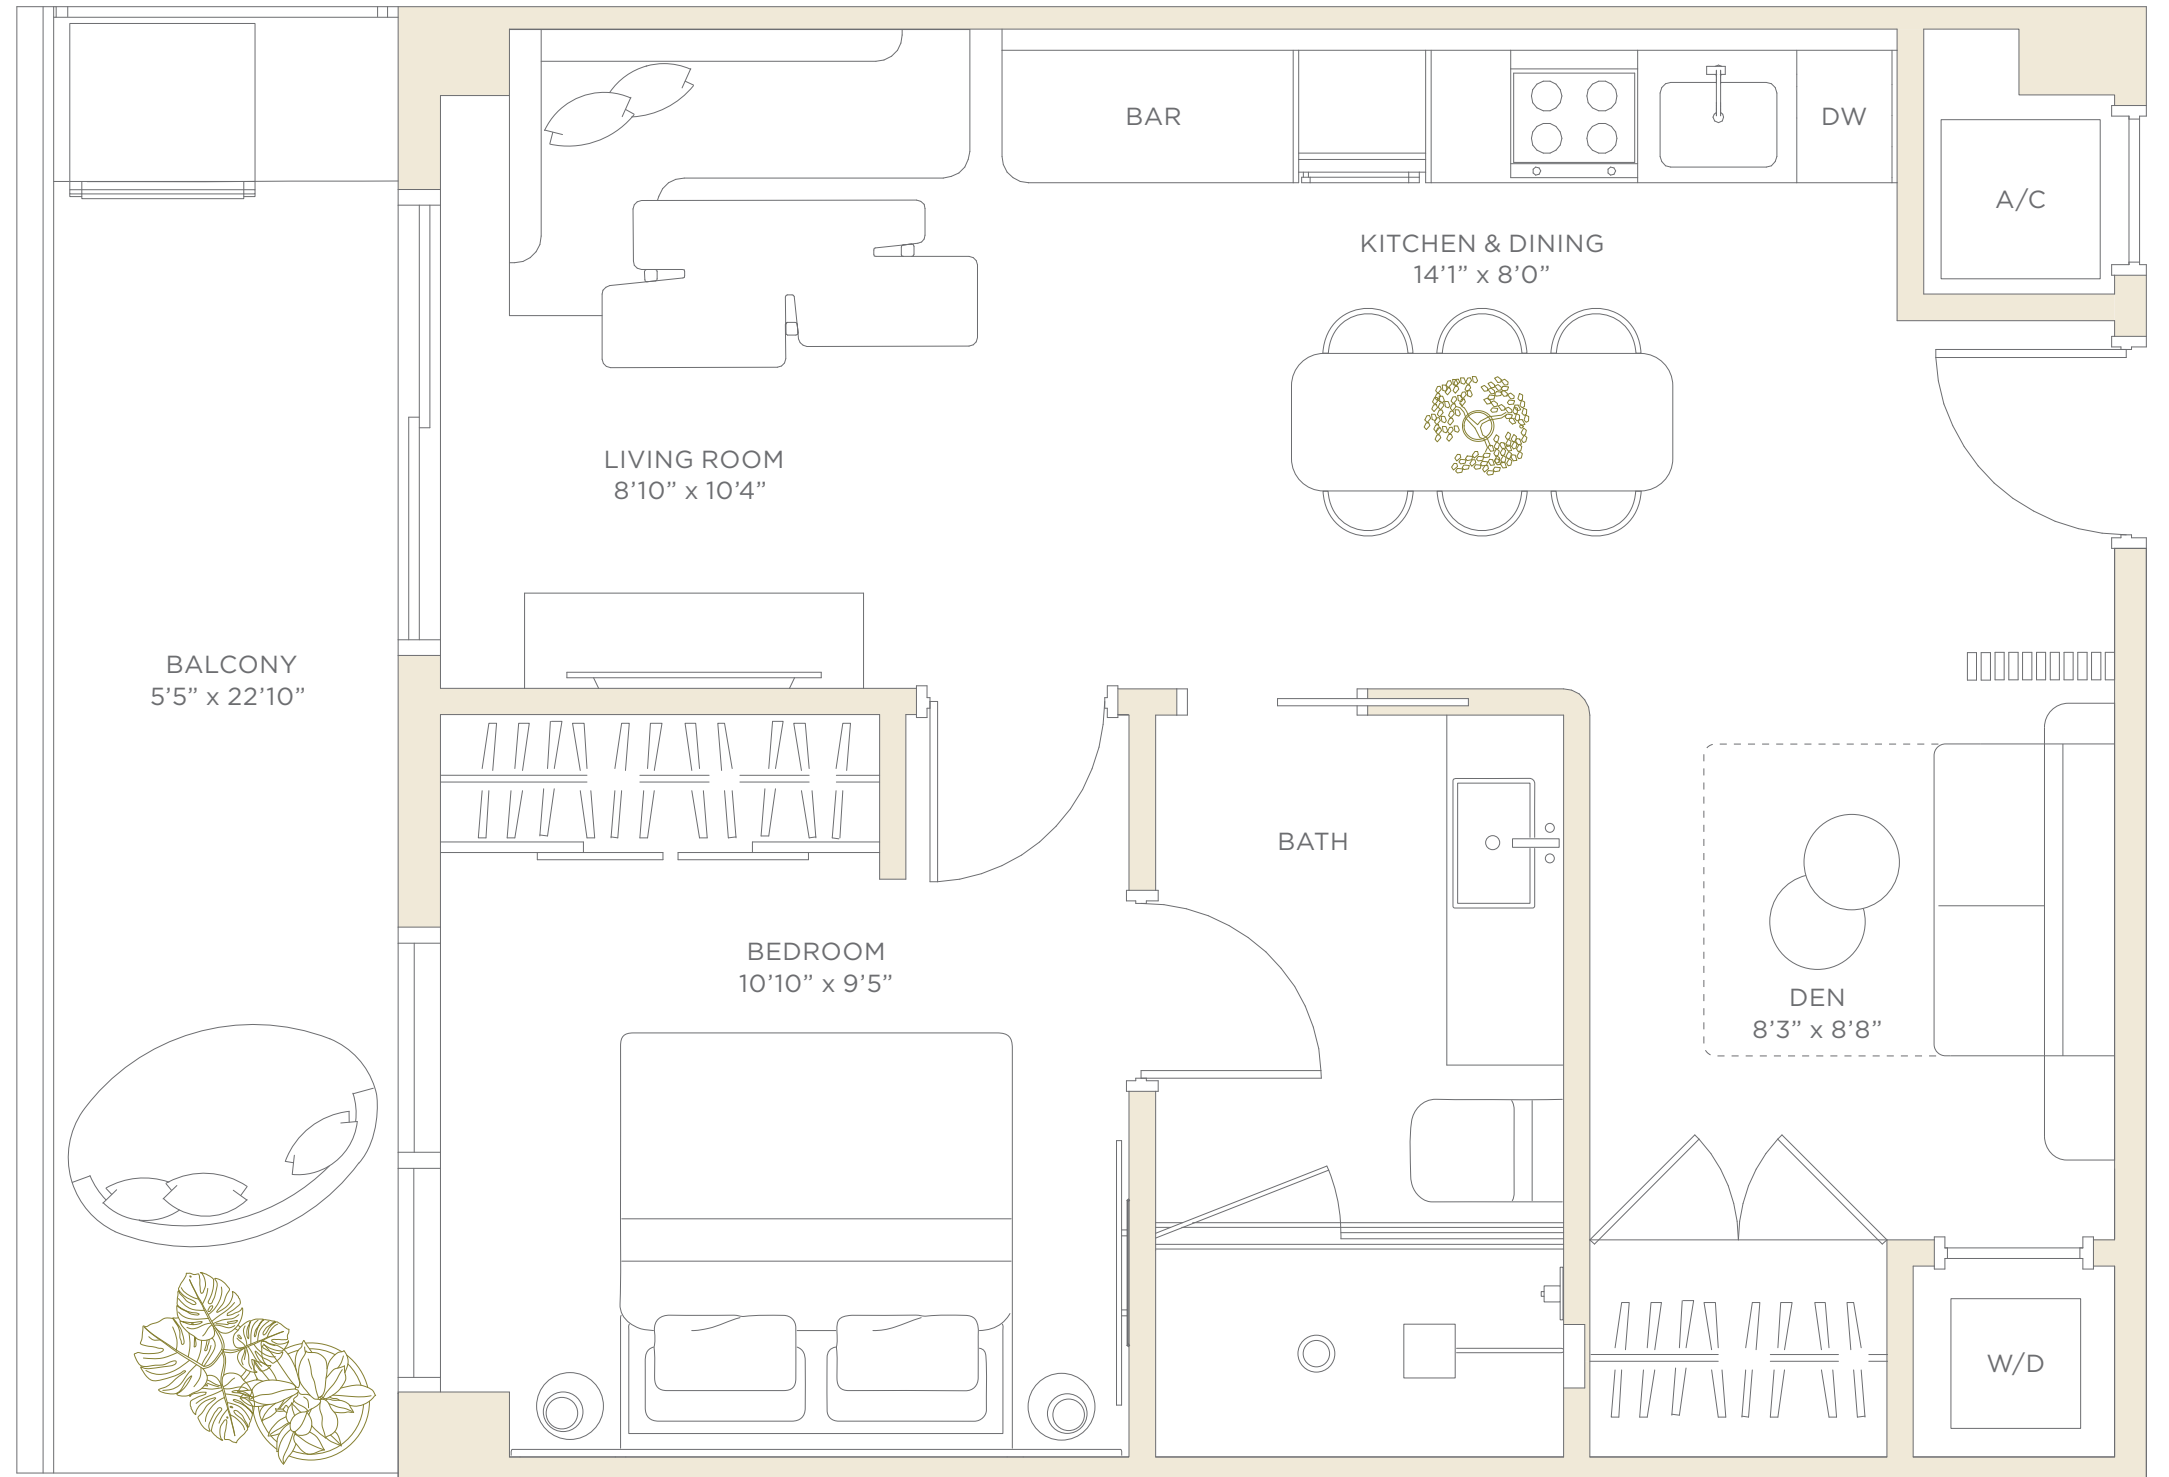 BAR
DW
A/C
KITCHEN & DINING
14’1” x 8’0”
LIVING ROOM
8’10” x 10’4”
BALCONY
5’5” x 22’10”
BATH
BEDROOM
10’10” x 9’5”
DEN
8’3” x 8’8”
W/D